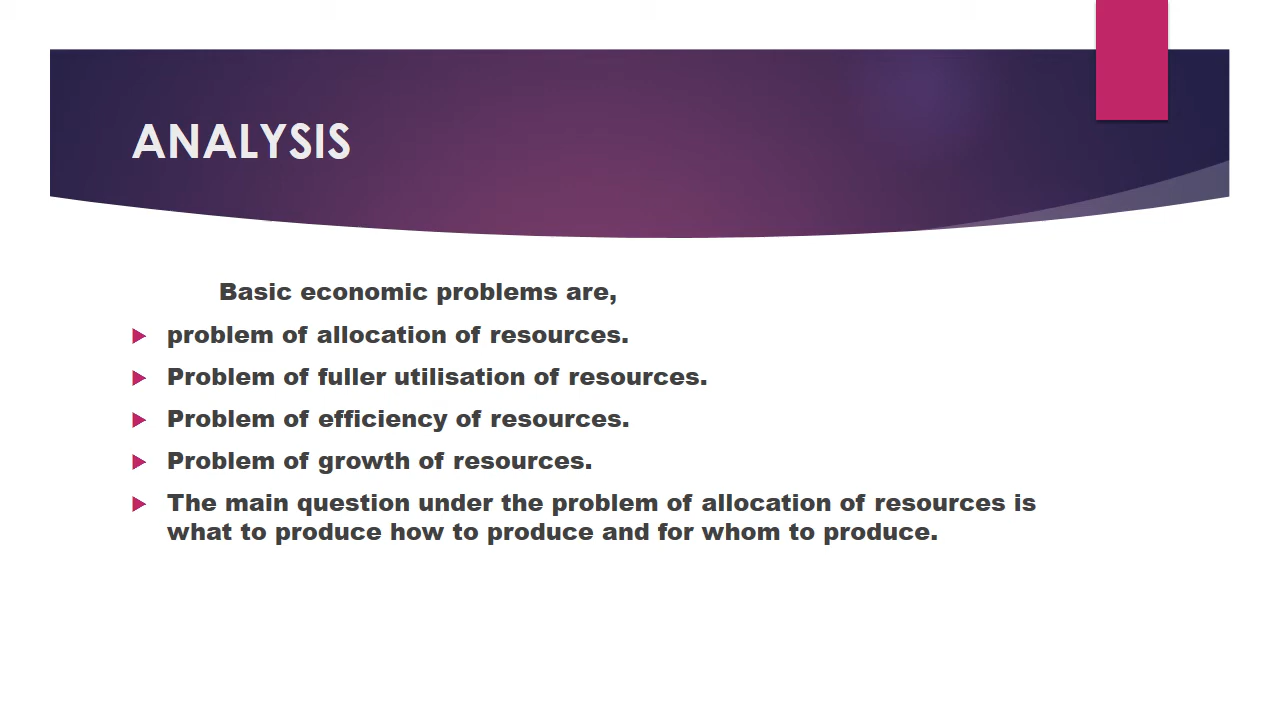 ANALYSIS
Basic economic problems are,
problem of allocation of resources.
Problem of fuller utilisation of resources.
Problem of efficiency of resources.
Problem of growth of resources.
The main question under the problem of allocation of resources is
what to produce how to produce and for whom to produce.